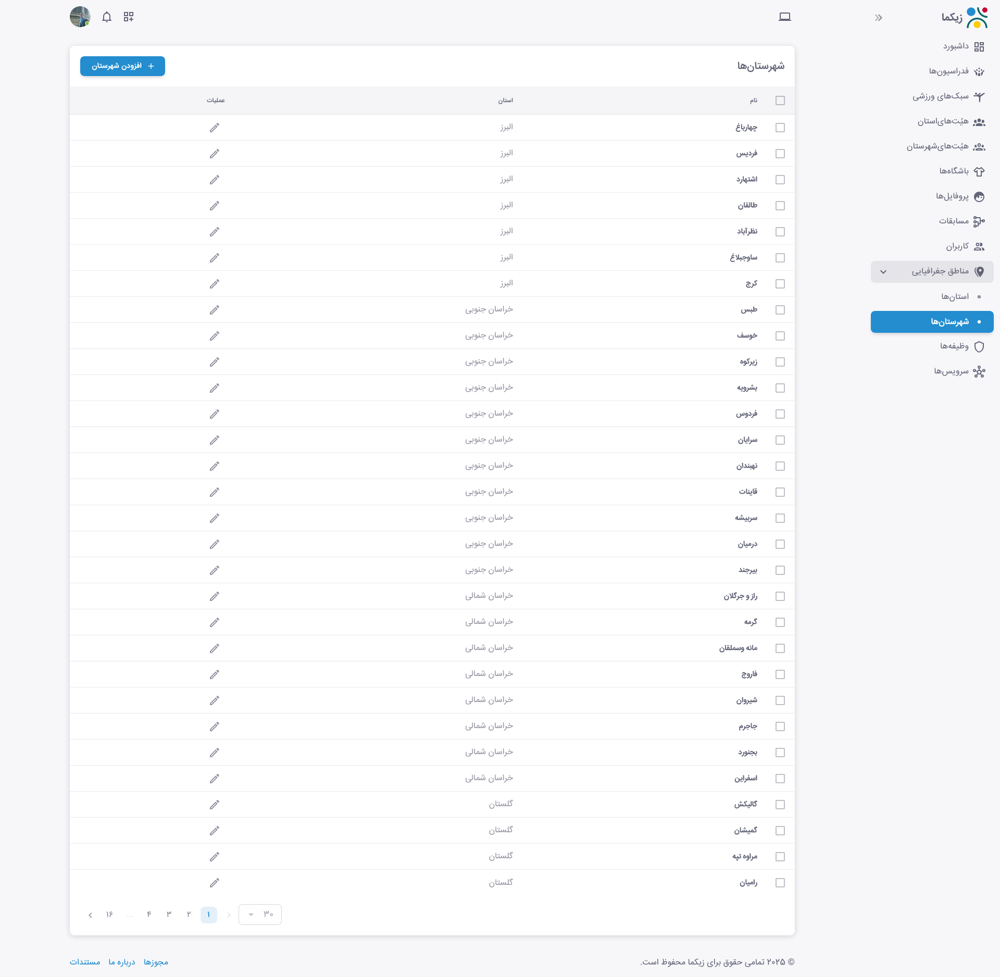 زیکما
داشبورد
فدراسیون‌ها
سبک‌های ورزشی
هیٔت‌های‌استان
هیٔت‌های‌شهرستان
باشگاه‌ها
پروفایل‌ها
مسابقات
کاربران
مناطق جغرافیایی
استان‌ها
شهرستان‌ها
وظیفه‌ها
سرویس‌ها
شهرستان‌ها
افزودن شهرستان
نام استان عملیات
چهارباغ البرز
فردیس البرز
اشتهارد البرز
طالقان البرز
نظرآباد البرز
ساوجبلاغ البرز
کرج البرز
طبس خراسان جنوبی
خوسف خراسان جنوبی
زیرکوه خراسان جنوبی
بشرویه خراسان جنوبی
فردوس خراسان جنوبی
سرایان خراسان جنوبی
نهبندان خراسان جنوبی
قاینات خراسان جنوبی
سربیشه خراسان جنوبی
درمیان خراسان جنوبی
بیرجند خراسان جنوبی
راز و جرگلان خراسان شمالی
گرمه خراسان شمالی
مانه وسملقان خراسان شمالی
فاروج خراسان شمالی
شیروان خراسان شمالی
جاجرم خراسان شمالی
بجنورد خراسان شمالی
اسفراین خراسان شمالی
گالیکش گلستان
گمیشان گلستان
مراوه تپه گلستان
رامیان گلستان
۳۰ ۱ ۲ ۳ ۴ ... ۱۶
© ۲۰۲۵ تمامی حقوق برای زیکما محفوظ است.
مجوزها درباره ما مستندات